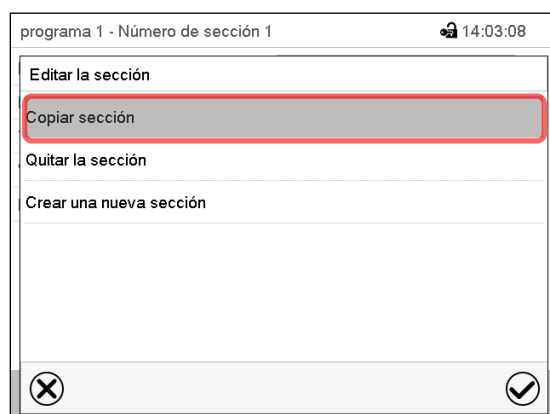 programa 1 - Número de sección 1 14:03:08
Editar la sección
Copiar sección
Quitar la sección
Crear una nueva sección